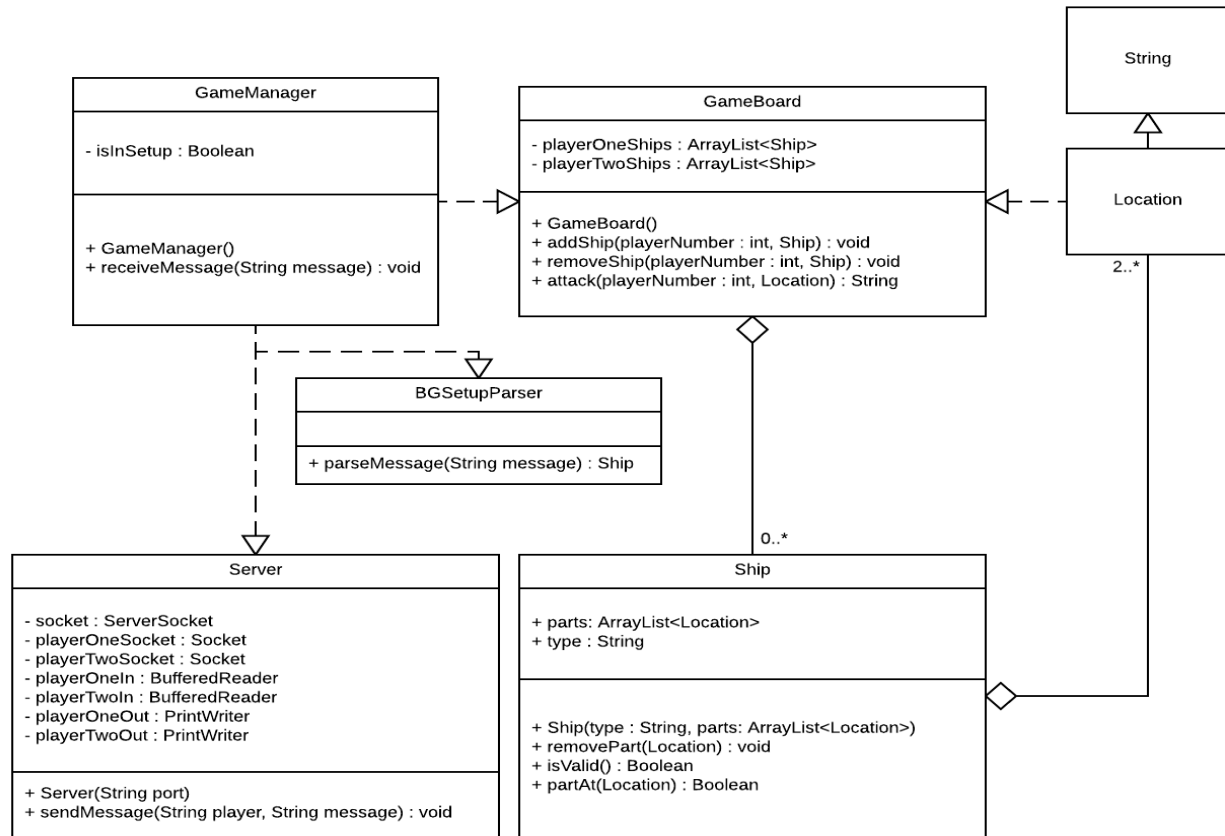 String
GameManager
- isInSetup : Boolean
+ GameManager()
+ receiveMessage(String message) : void
GameBoard
- playerOneShips : ArrayList<Ship>
- playerTwoShips : ArrayList<Ship>
+ GameBoard()
+ addShip(playerNumber : int, Ship) : void
+ removeShip(playerNumber : int, Ship) : void
+ attack(playerNumber : int, Location) : String
Location
2..*
BGSetupParser
+ parseMessage(String message) : Ship
0..*
Server
- socket : ServerSocket
- playerOneSocket : Socket
- playerTwoSocket : Socket
- playerOneIn : BufferedReader
- playerTwoIn : BufferedReader
- playerOneOut : PrintWriter
- playerTwoOut : PrintWriter
+ Server(String port)
+ sendMessage(String player, String message) : void
Ship
+ parts: ArrayList<Location>
+ type : String
+ Ship(type : String, parts: ArrayList<Location>)
+ removePart(Location) : void
+ isValid() : Boolean
+ partAt(Location) : Boolean